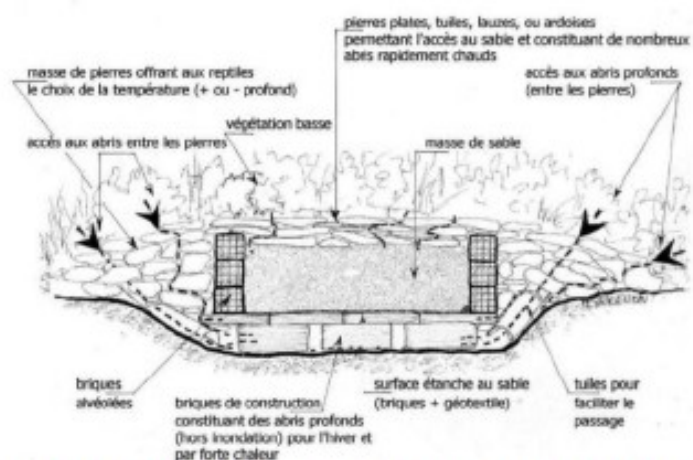 pierres plates, tuiles, lauzes, ou ardoises
permettant l'accès au sable et constituant de nombreux
abris rapidement chauds
masse de pierres offrant aux reptiles
le choix de la température (+ ou - profond)
accès aux abris profonds
(entre les pierres)
végétation basse
accès aux abris entre les pierres
masse de sable
briques
alvéolées
briques de construction
constituant des abris profonds
(hors inondation) pour l'hiver et
par forte chaleur
surface étanche au sable
(briques + géotextile)
tuiles pour
faciliter le
passage